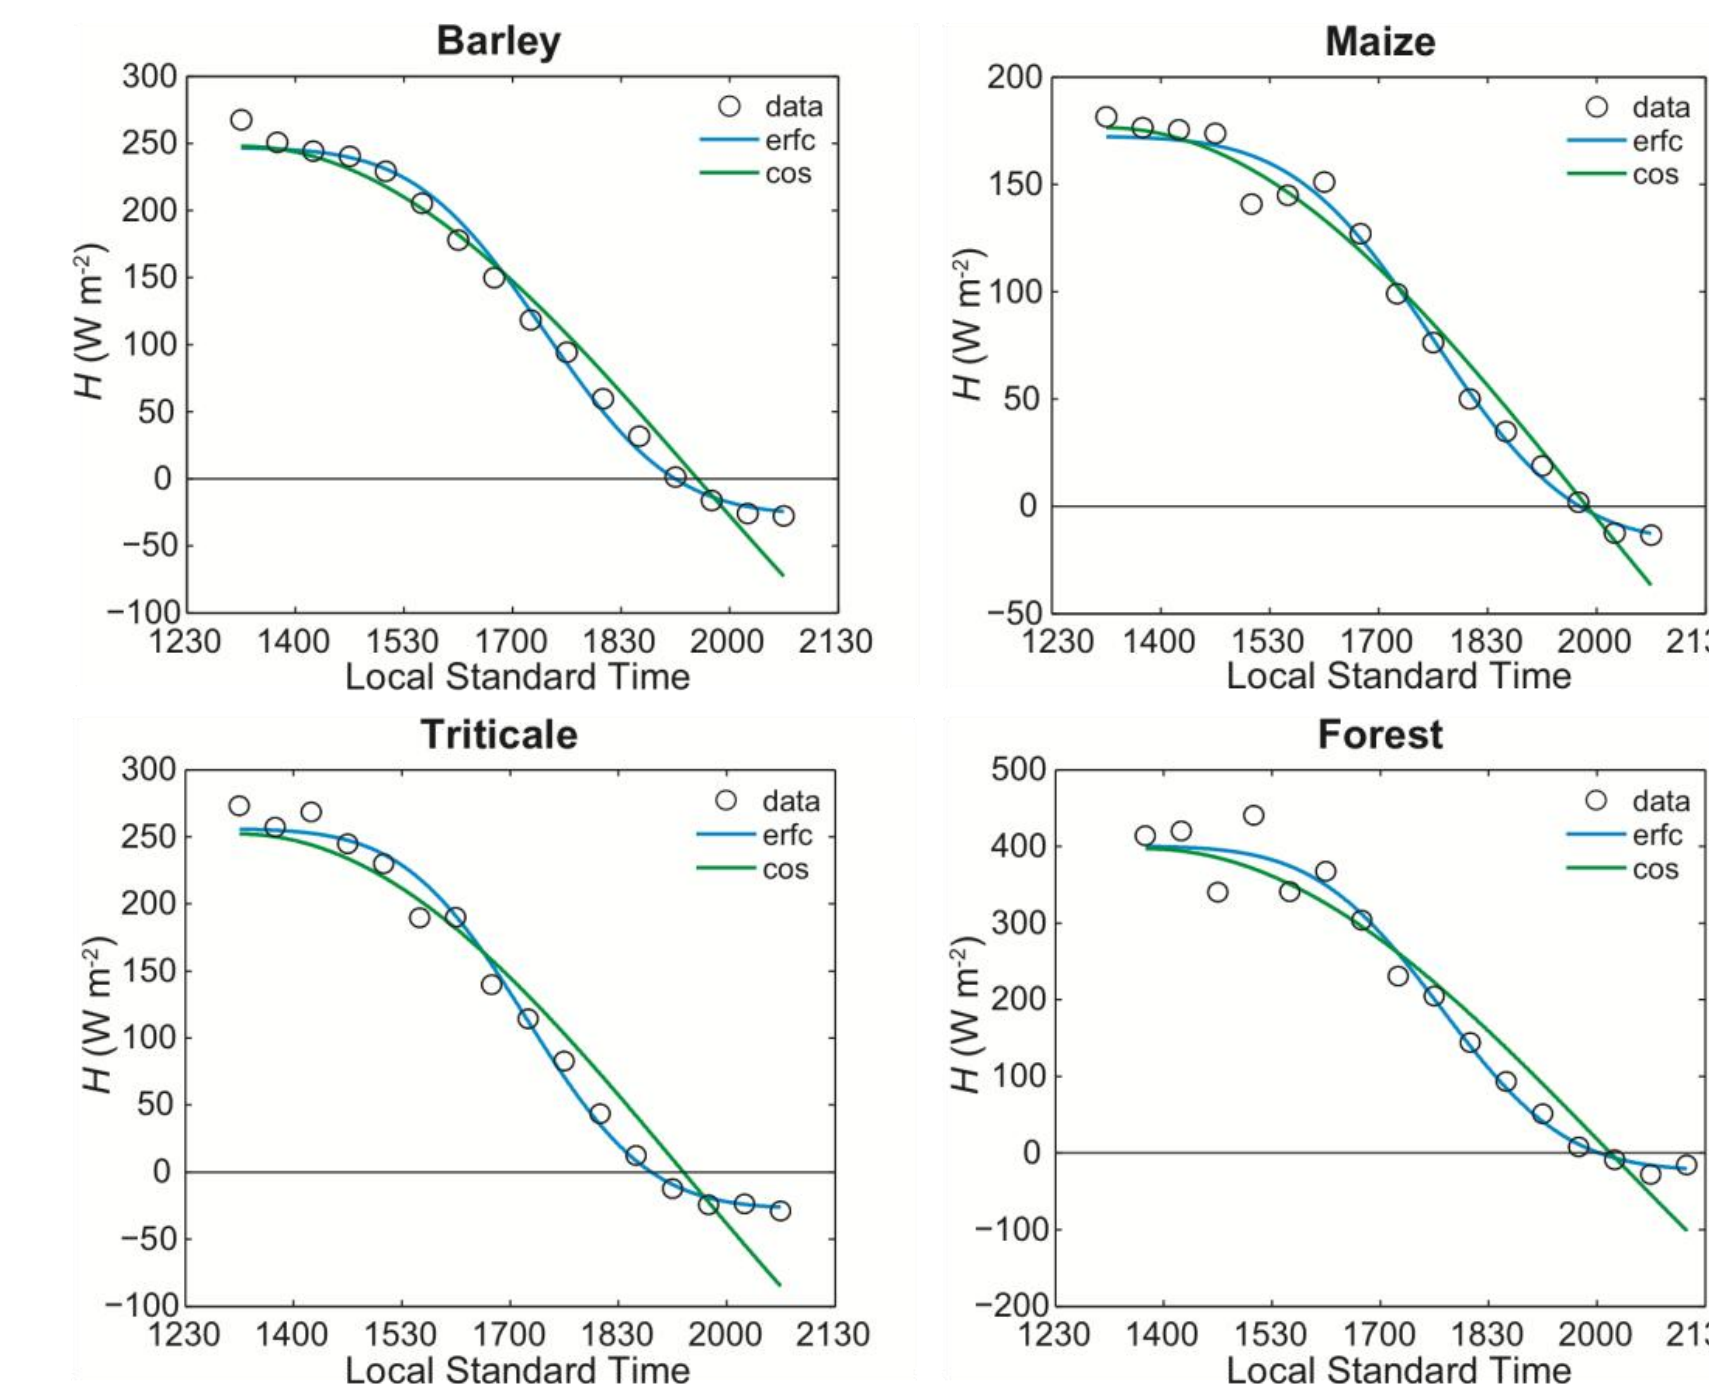 Barley
300
250
200
150
100
50
0
−50
−100
H (W m-2)
data
erfc
cos
1230 1400 1530 1700 1830 2000 2130
Local Standard Time
Maize
200
150
100
50
0
−50
H (W m-2)
data
erfc
cos
1230 1400 1530 1700 1830 2000
Local Standard Time
Triticale
300
250
200
150
100
50
0
−50
−100
H (W m-2)
data
erfc
cos
1230 1400 1530 1700 1830 2000 2130
Local Standard Time
Forest
500
400
300
200
100
0
−100
−200
H (W m-2)
data
erfc
cos
1230 1400 1530 1700 1830 2000
Local Standard Time